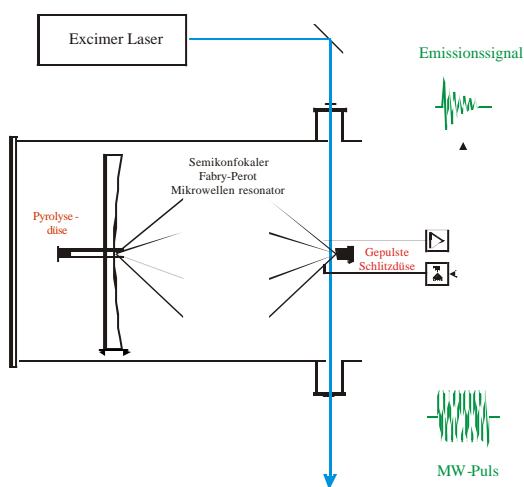 Excimer Laser
Emissionssignal
Semikonfokaler
Fabry-Perot
Mikrowellen resonator
Pyrolyse -
düse
Gepulste
Schlitzdüse
MW-Puls